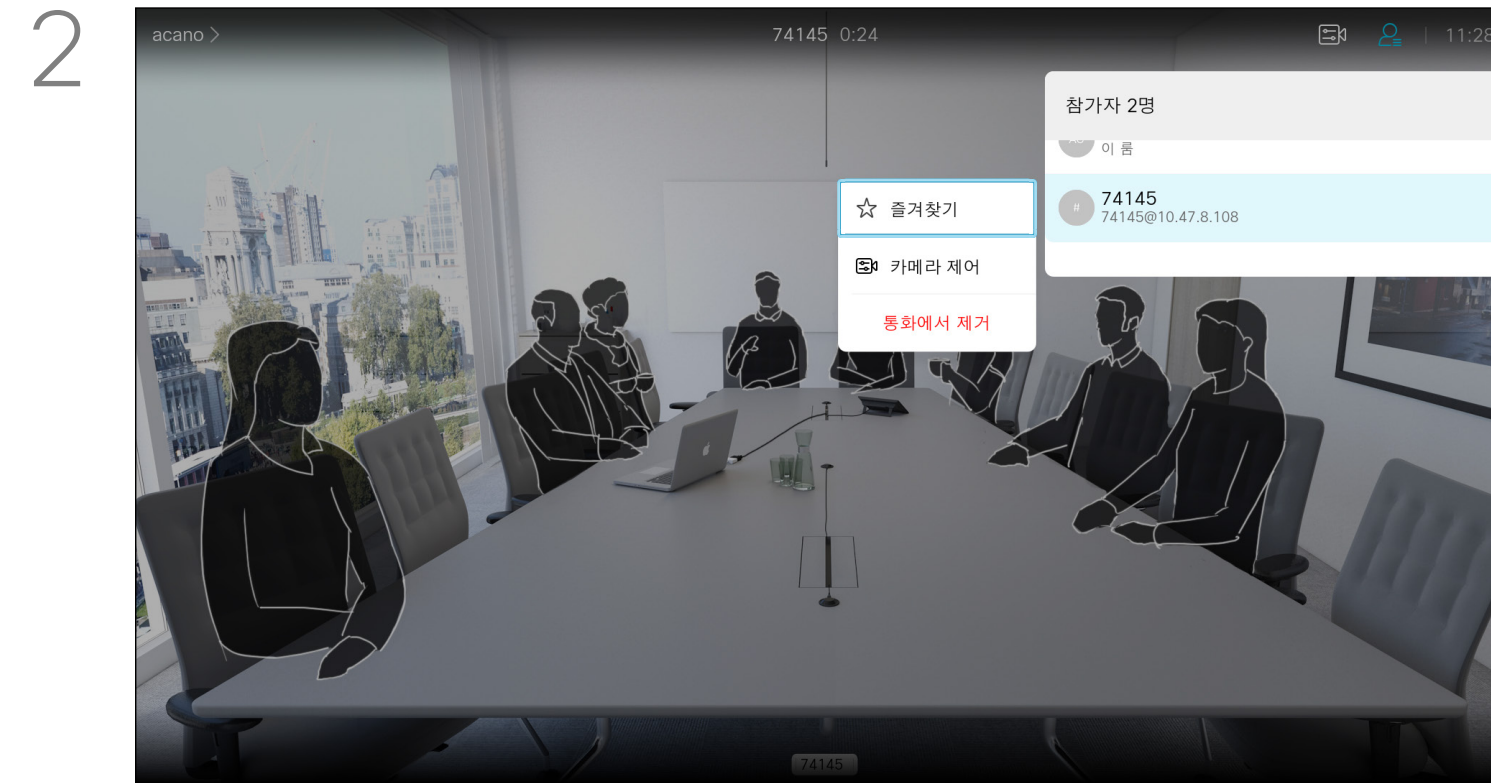 2
acano >
74145 0:24
11:28
참가자 2명
이 룸
74145
74145@10.47.8.108
#
즐겨찾기
카메라 제어
통화에서 제거
74145